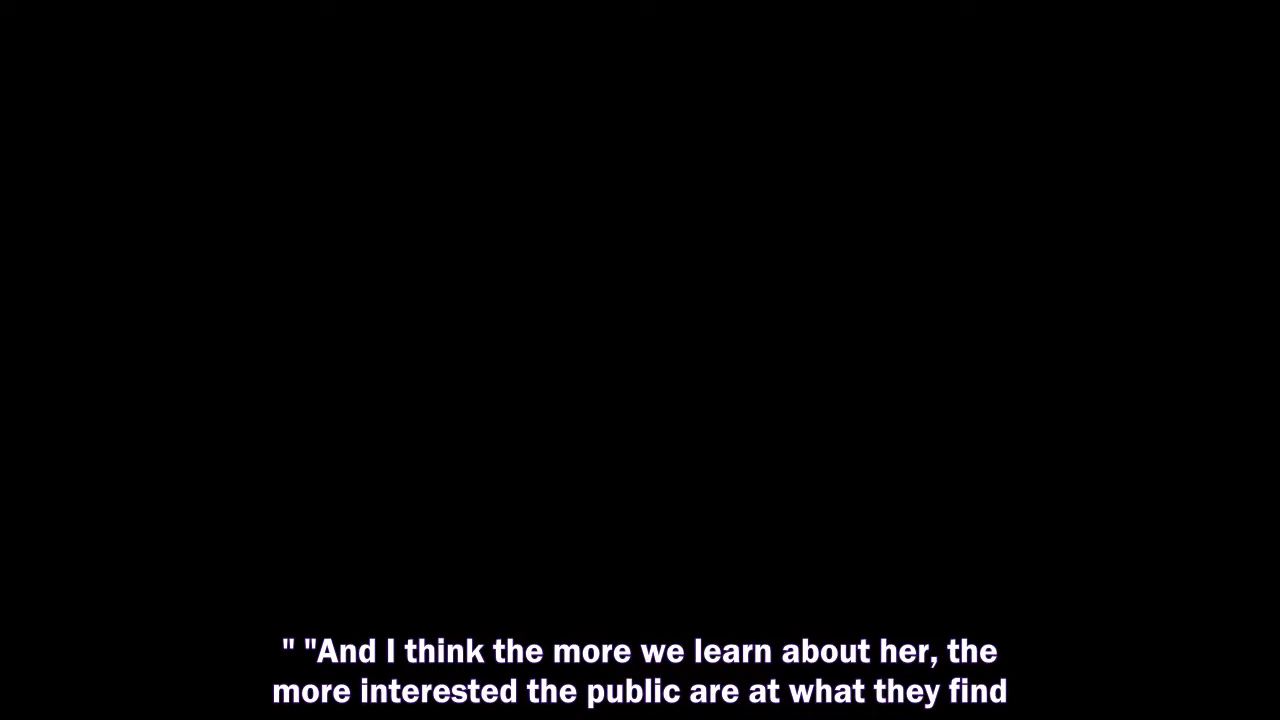 " "And I think the more we learn about her, the
more interested the public are at what they find